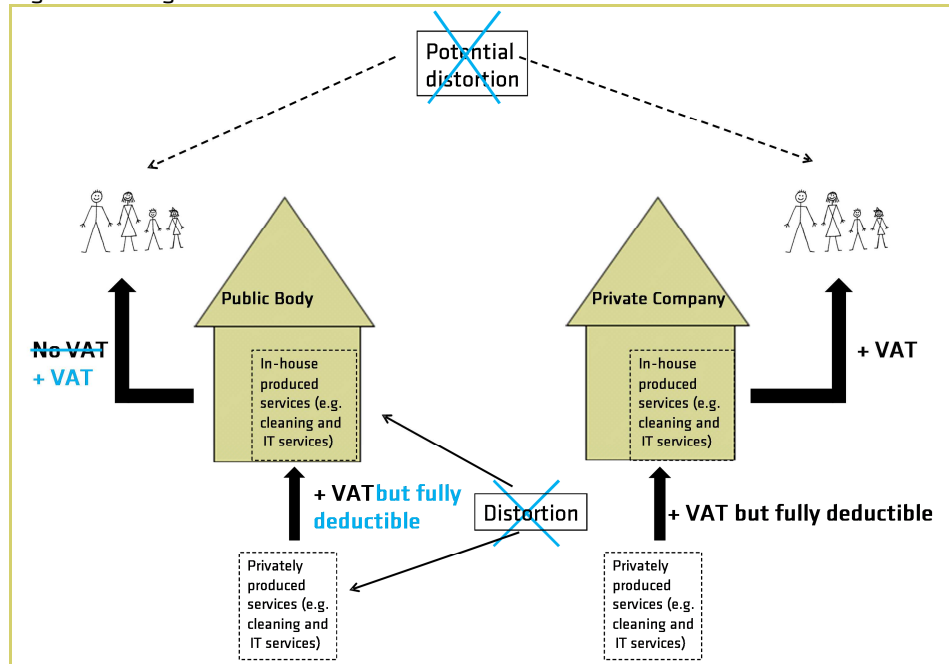 Potential
distortion
Public Body
Private Company
No VAT
+ VAT
In-house
produced
services (e.g.
cleaning and
IT services)
In-house
produced
services (e.g.
cleaning and
IT services)
+ VAT
+ VAT but fully
deductible
Distortion
+ VAT but fully deductible
Privately
produced
services (e.g.
cleaning and
IT services)
Privately
produced
services (e.g.
cleaning and
IT services)